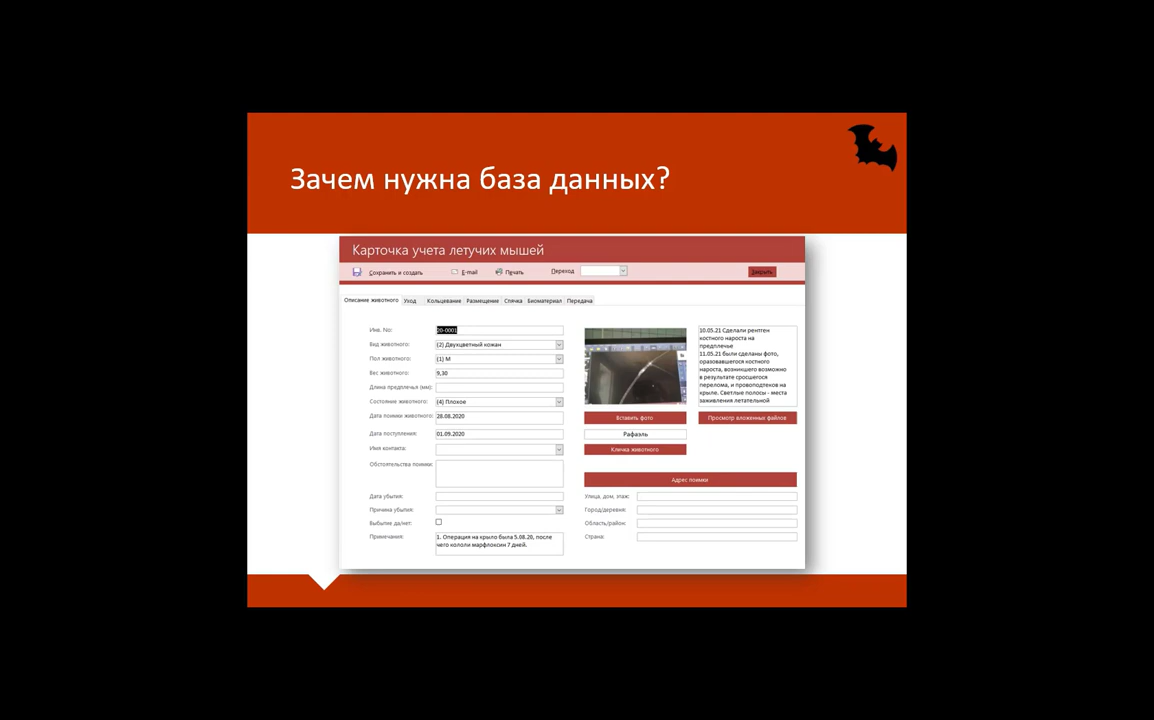 Зачем нужна база данных?
Карточка учета летучих мышей
Сохранить и создать E-mail Печать Переход Закрыть
Описание животного Уход Кольцевание Размещение Спячка Биоматериал Передача
Инв. No: 20-0001
Вид животного: (2) Двухцветный кожан
Пол животного: (1) М
Вес животного: 9,30
Длина предплечья (мм):
Состояние животного: (4) Плохое
Дата поимки животного: 28.08.2020
Дата поступления: 01.09.2020
Имя контакта:
Обстоятельства поимки:
Дата убытия:
Причина убытия:
Выбытие да/нет:
Примечания: 1. Операция на крыло была 5.08.20, после
чего кололи марфлоксин 7 дней.
10.05.21 Сделали рентген
костного нароста на
предплечье
11.05.21 были сделаны фото,
оразовавшегося костного
нароста, возникшего возможно
в результате сросшегося
перелома, и провоподтеков на
крыле. Светлые полосы - места
заживления летательной
Вставить фото Просмотр вложенных файлов
Рафаэль
Кличка животного
Адрес поимки
Улица, дом, этаж:
Город/деревня:
Область/район:
Страна: